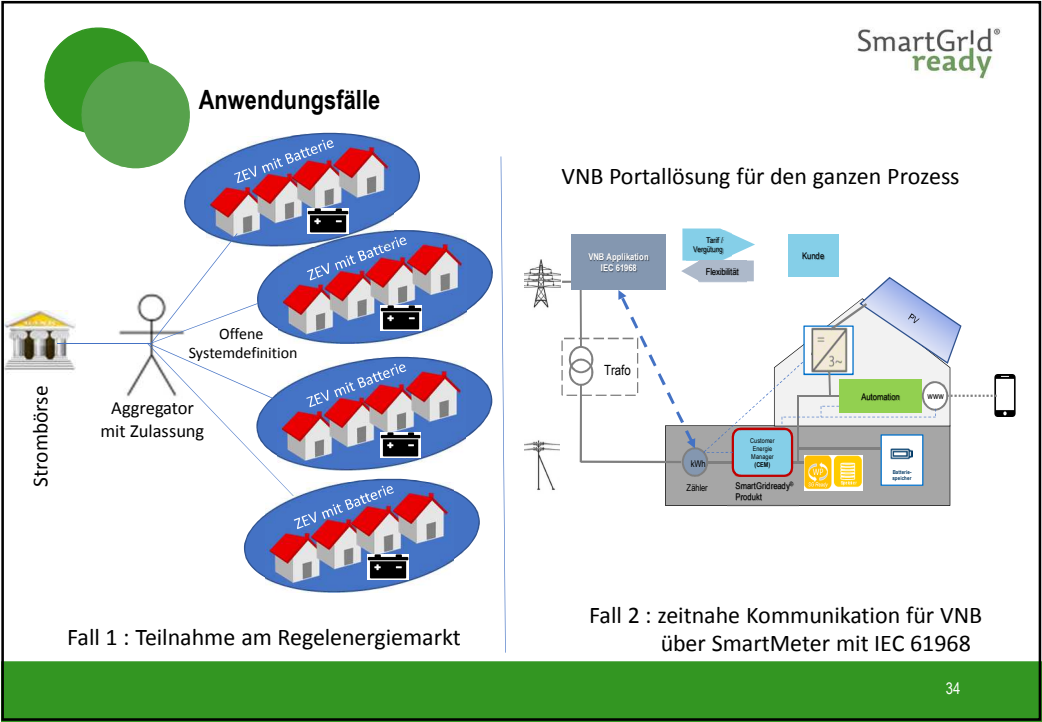 SmartGr!d®
ready
Anwendungsfälle
ZEV mit Batterie
ZEV mit Batterie
ZEV mit Batterie
ZEV mit Batterie
Strombörse
Aggregator
mit Zulassung
Offene
Systemdefinition
Fall 1 : Teilnahme am Regelenergiemarkt
VNB Portallösung für den ganzen Prozess
VNB Applikation
IEC 61968
Tarif /
Vergütung
Flexibilität
Kunde
PV
=
3~
Trafo
Automation
www
kWh
Zähler
Customer
Energie
Manager
(CEM)
SmartGridready®
Produkt
WP
Batterie-
speicher
Fall 2 : zeitnahe Kommunikation für VNB
über SmartMeter mit IEC 61968
34